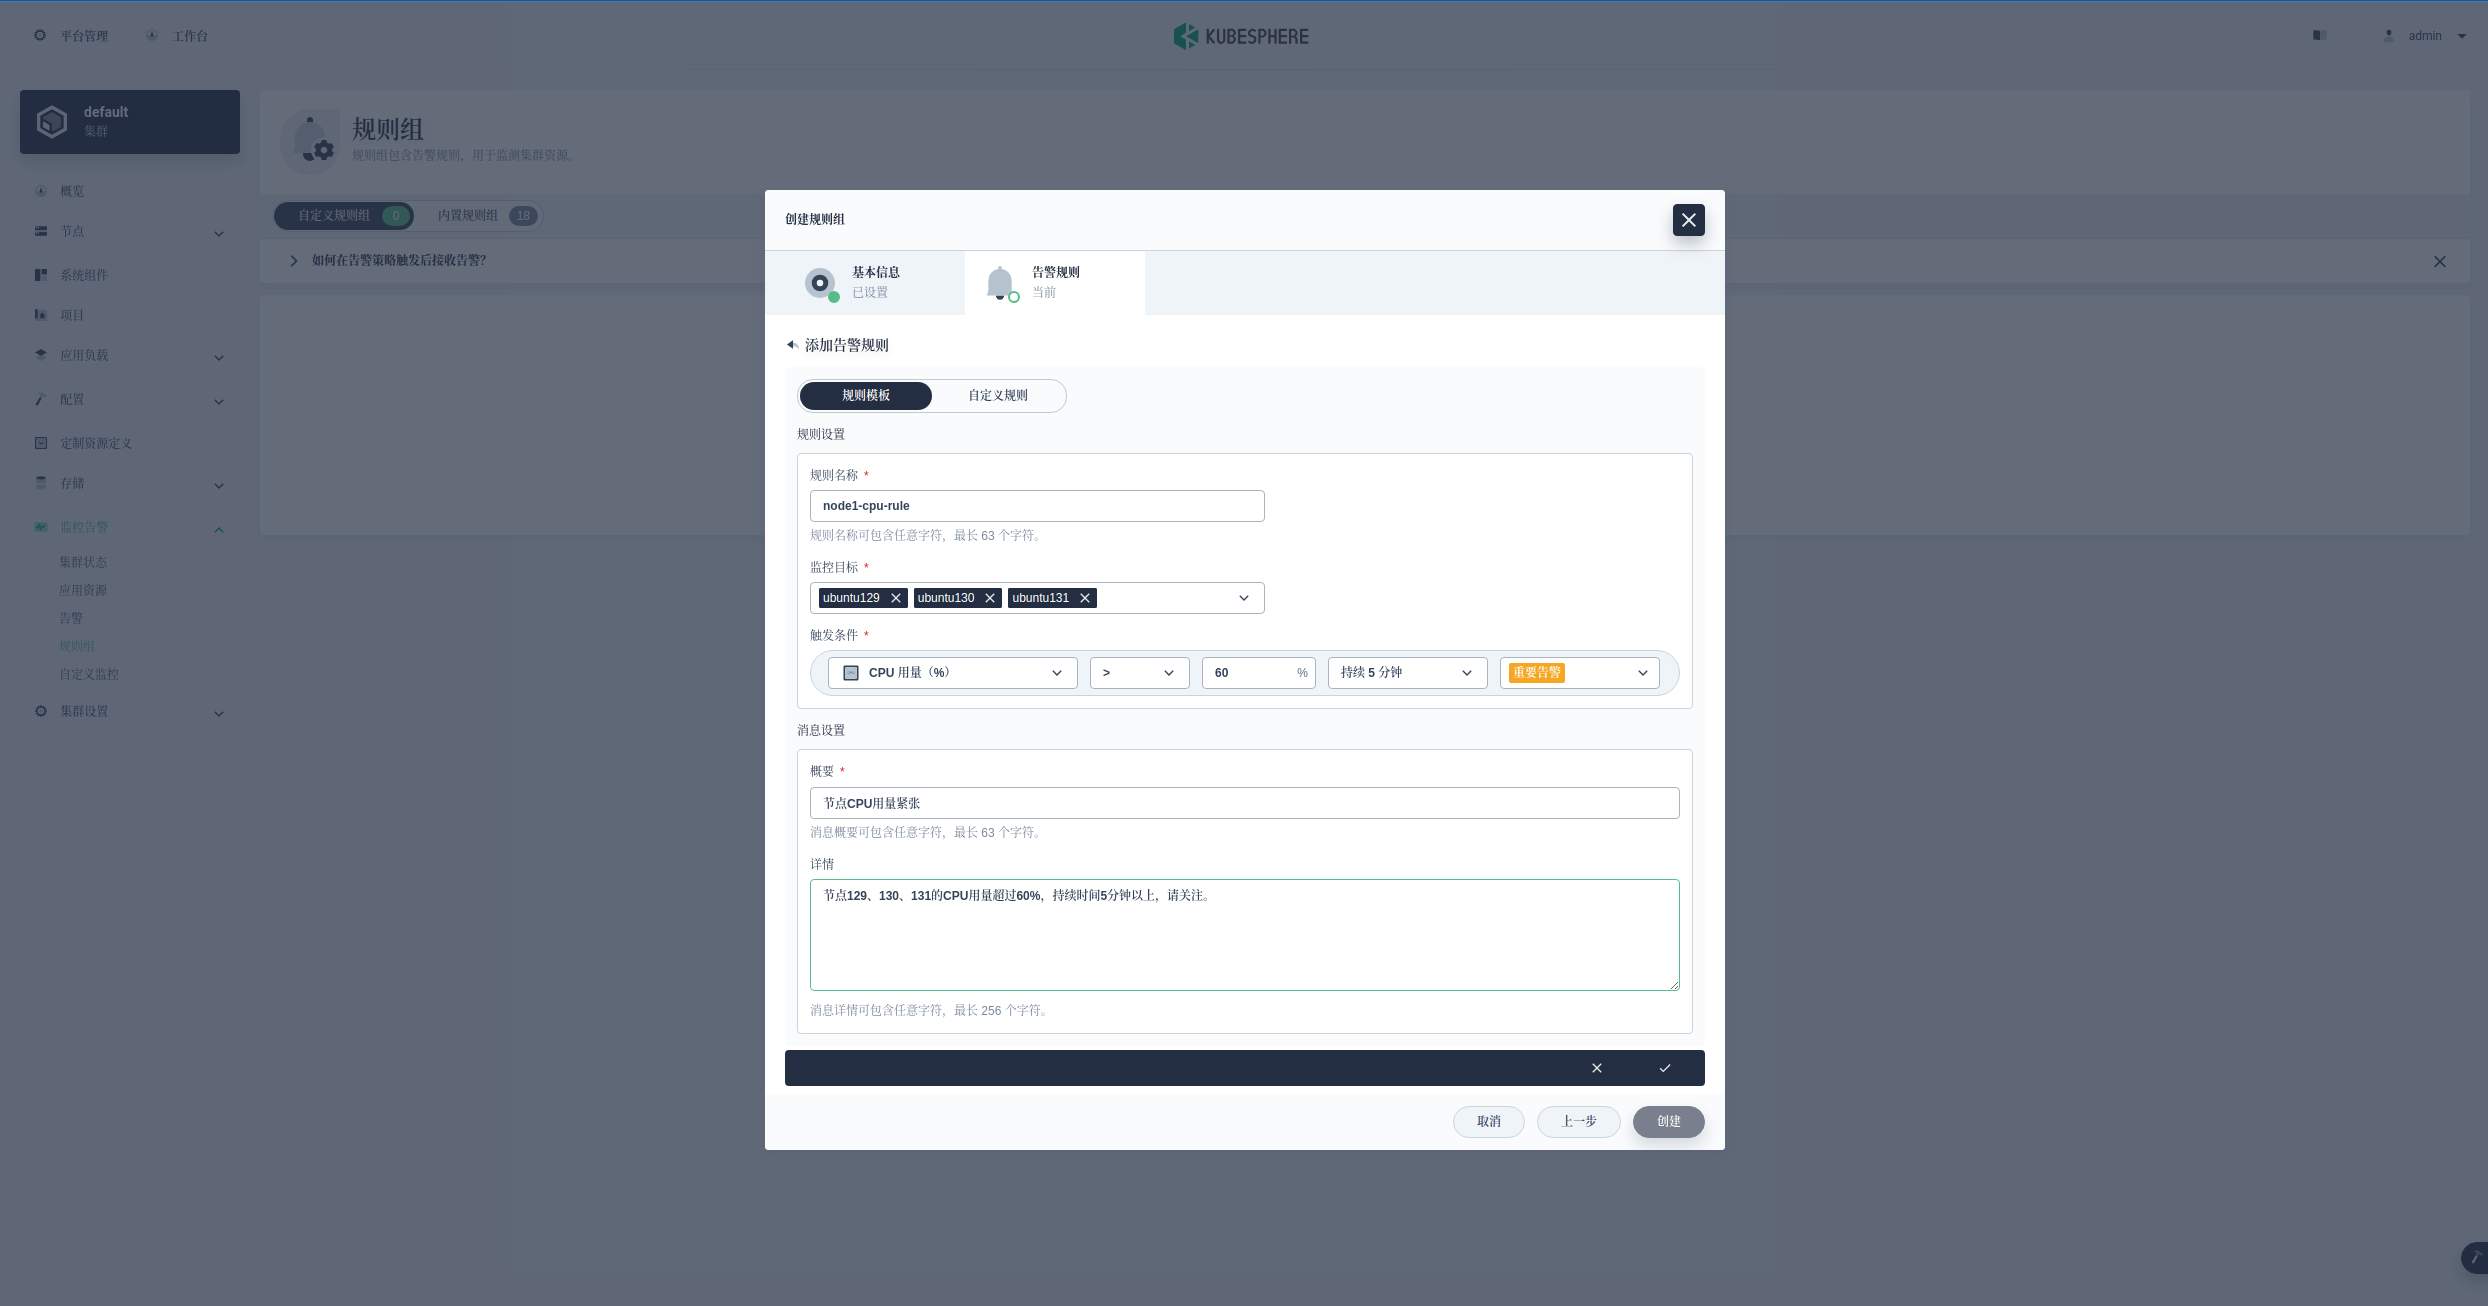 平台管理
工作台
KUBESPHERE
admin
default
集群
规则组
规则组包含告警规则，用于监测集群资源。
概览
节点
系统组件
项目
应用负载
配置
定制资源定义
存储
监控告警
集群状态
应用资源
告警
规则组
自定义监控
集群设置
自定义规则组 0
内置规则组 18
如何在告警策略触发后接收告警？
创建规则组
基本信息
已设置
告警规则
当前
添加告警规则
规则模板
自定义规则
规则设置
规则名称 *
node1-cpu-rule
规则名称可包含任意字符，最长 63 个字符。
监控目标 *
ubuntu129 ubuntu130 ubuntu131
触发条件 *
CPU 用量（%） > 60 % 持续 5 分钟 重要告警
消息设置
概要 *
节点CPU用量紧张
消息概要可包含任意字符，最长 63 个字符。
详情
节点129、130、131的CPU用量超过60%，持续时间5分钟以上，请关注。
消息详情可包含任意字符，最长 256 个字符。
取消
上一步
创建